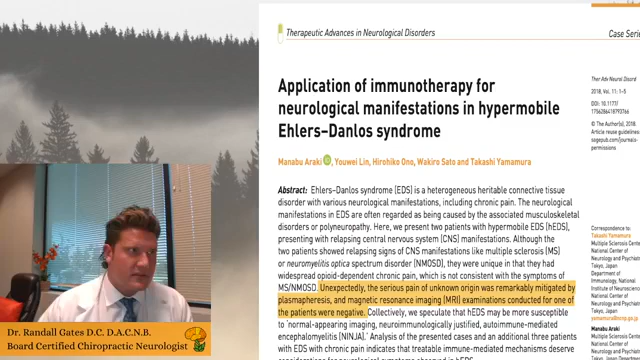 Therapeutic Advances in Neurological Disorders
Case Serie
Application of immunotherapy for
neurological manifestations in hypermobile
Ehlers–Danlos syndrome
Manabu Araki, Youwei Lin, Hirohiko Ono, Wakiro Sato and Takashi Yamamura
Abstract: Ehlers–Danlos syndrome (EDS) is a heterogeneous heritable connective tissue
disorder with various neurological manifestations, including chronic pain. The neurological
manifestations in EDS are often regarded as being caused by the associated musculoskeletal
disorders or polyneuropathy. Here, we present two patients with hypermobile EDS (hEDS),
presenting with relapsing central nervous system (CNS) manifestations. Although the
two patients showed relapsing signs of CNS manifestations like multiple sclerosis (MS)
or neuromyelitis optica spectrum disorder (NMOSD), they were unique in that they had
widespread opioid-dependent chronic pain, which is not consistent with the symptoms of
MS/NMOSD. Unexpectedly, the serious pain of unknown origin was remarkably mitigated by
plasmapheresis, and magnetic resonance imaging (MRI) examinations conducted for one of
the patients were negative. Collectively, we speculate that hEDS may be more susceptible
to 'normal-appearing imaging, neuroimmunologically justified, autoimmune-mediated
encephalomyelitis (NINJA).' Analysis of the presented cases and an additional three patients
with EDS with chronic pain indicates that treatable immune-mediated mechanisms deserve
Ther Adv Neurol Disord
2018, Vol. 11: 1–5
DOI: 10.1177/
1756286418793766
© The Author(s), 2018.
Article reuse guidelines:
sagepub.com/journals-
permissions
Correspondence to:
Takashi Yamamura
Multiple Sclerosis Center,
National Center of
Neurology and Psychiatry
Tokyo, Japan
Department of
Immunology, National
Institute of Neuroscience
National Center of
Neurology and Psychiatry
Tokyo, Japan
yamamura@ncnp.go.jp
Manabu Araki
Multiple Sclerosis Center,
National Center of
Dr. Randall Gates D.C. D.A.C.N.B.
Board Certified Chiropractic Neurologist